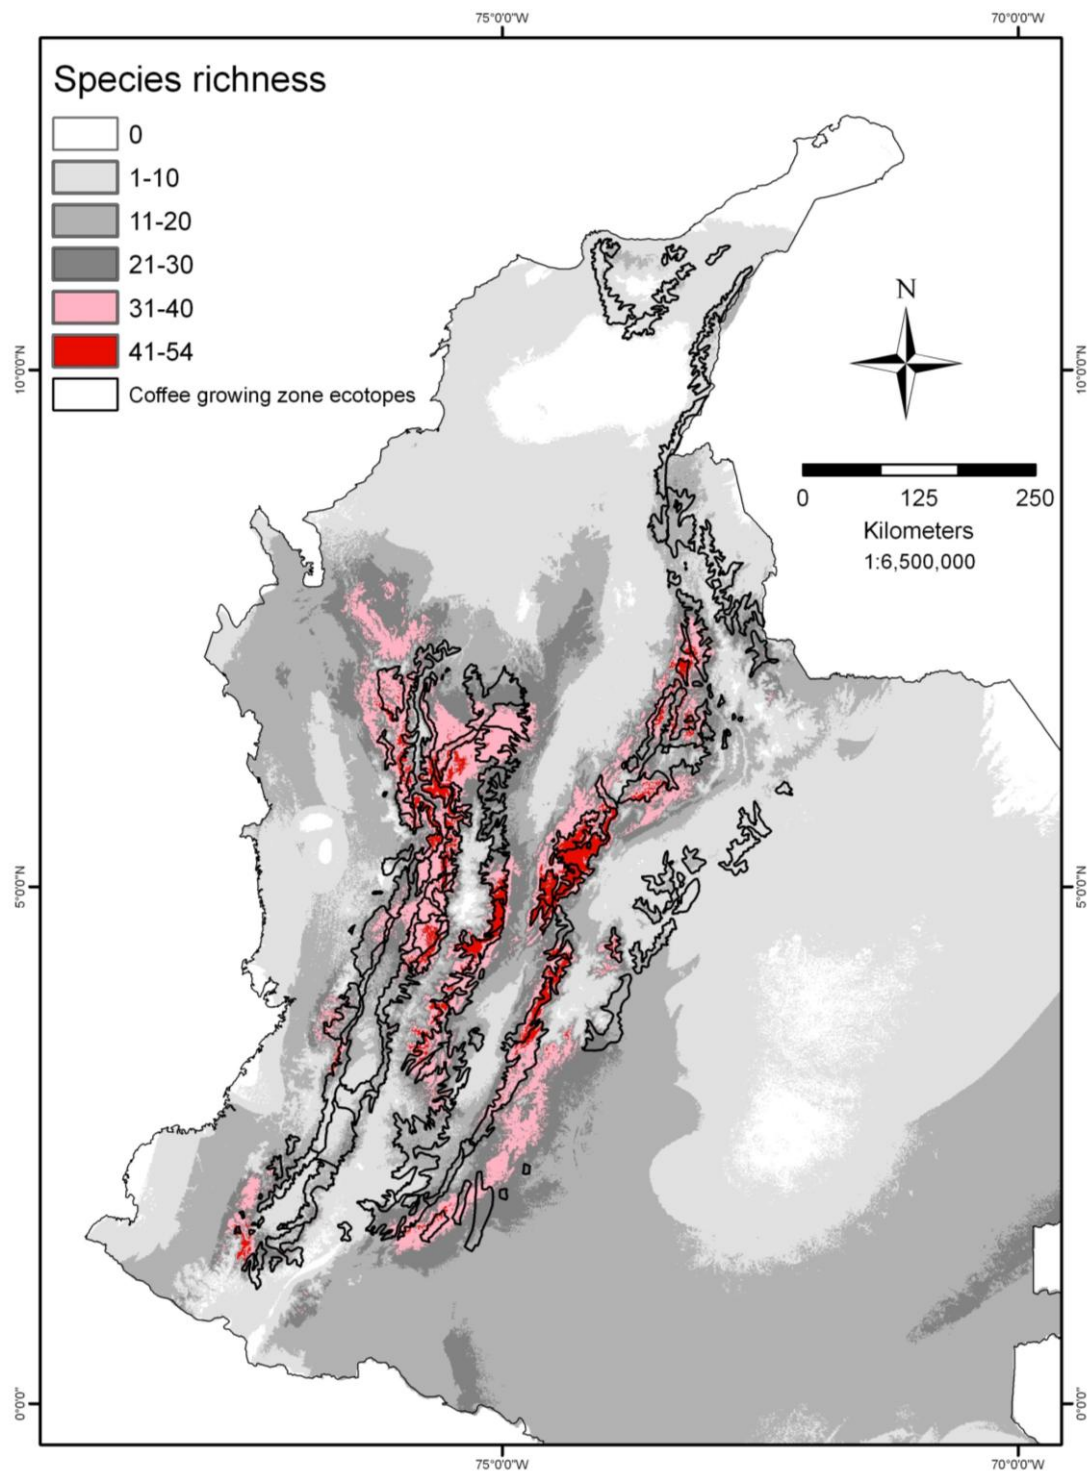 75°0'0"W 70°0'0"W
Species richness
0
1-10
11-20
21-30
31-40
41-54
Coffee growing zone ecotopes
N
0 125 250
Kilometers
1:6,500,000
10°0'0"N 10°0'0"N
5°0'0"N 5°0'0"N
0°0'0" 0°0'0"
75°0'0"W 70°0'0"W